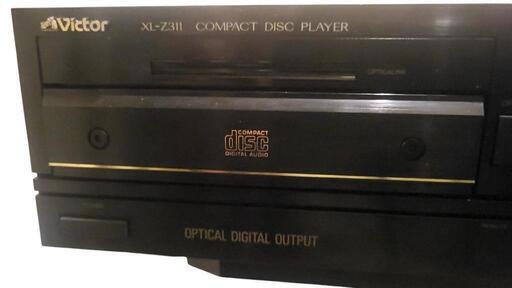 Victor XL-Z311 COMPACT DISC PLAYER
COMPACT
disc
DIGITAL AUDIO
OPTICAL DIGITAL OUTPUT